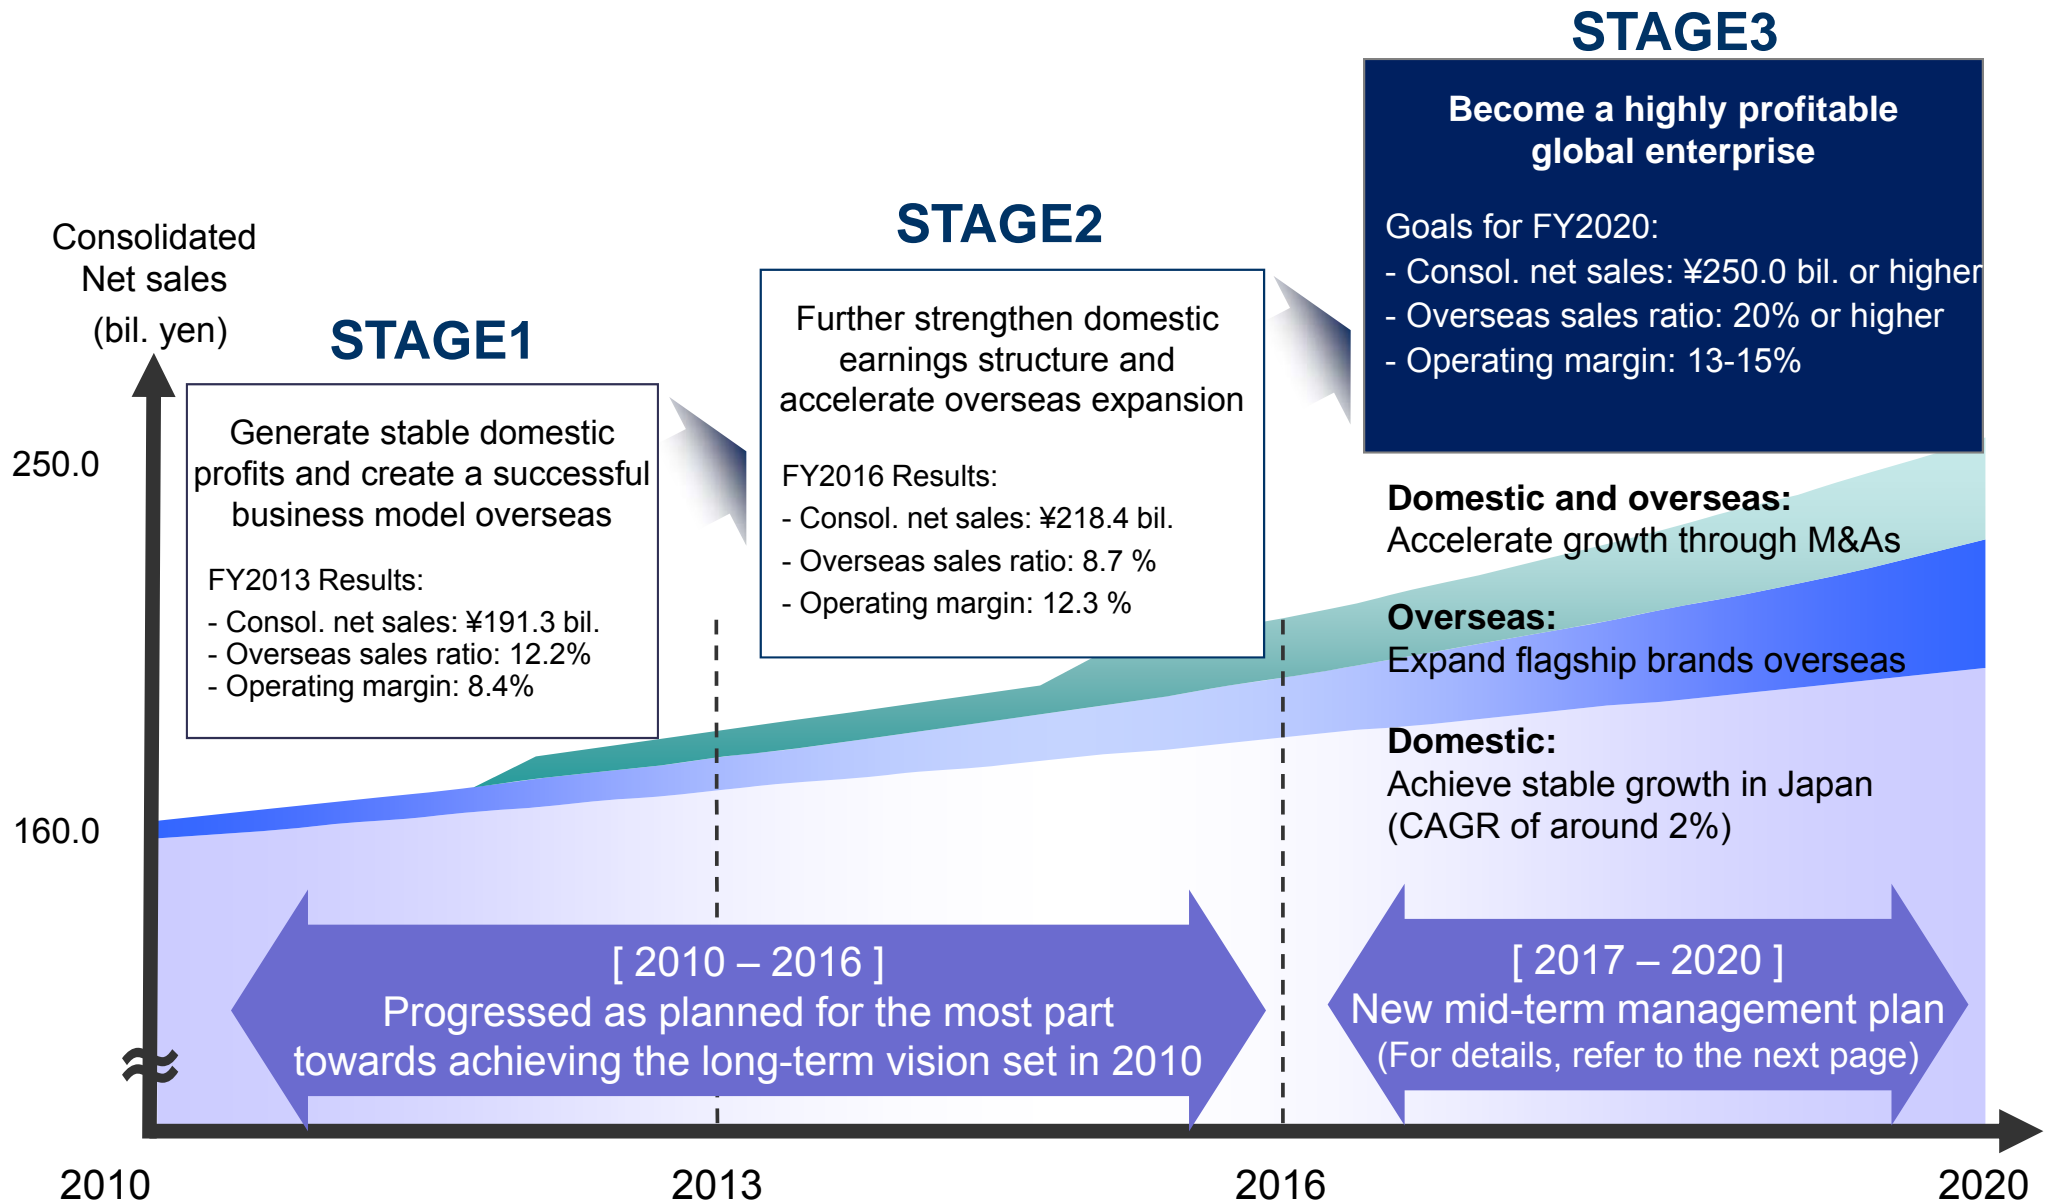 STAGE3
Become a highly profitable
global enterprise
Goals for FY2020:
- Consol. net sales: ¥250.0 bil. or higher
- Overseas sales ratio: 20% or higher
- Operating margin: 13-15%
STAGE2
Further strengthen domestic
earnings structure and
accelerate overseas expansion
FY2016 Results:
- Consol. net sales: ¥218.4 bil.
- Overseas sales ratio: 8.7 %
- Operating margin: 12.3 %
Consolidated
Net sales
(bil. yen)
STAGE1
Generate stable domestic
profits and create a successful
business model overseas
FY2013 Results:
- Consol. net sales: ¥191.3 bil.
- Overseas sales ratio: 12.2%
- Operating margin: 8.4%
250.0
160.0
Domestic and overseas:
Accelerate growth through M&As
Overseas:
Expand flagship brands overseas
Domestic:
Achieve stable growth in Japan
(CAGR of around 2%)
[ 2010 – 2016 ]
Progressed as planned for the most part
towards achieving the long-term vision set in 2010
[ 2017 – 2020 ]
New mid-term management plan
(For details, refer to the next page)
2010
2013
2016
2020